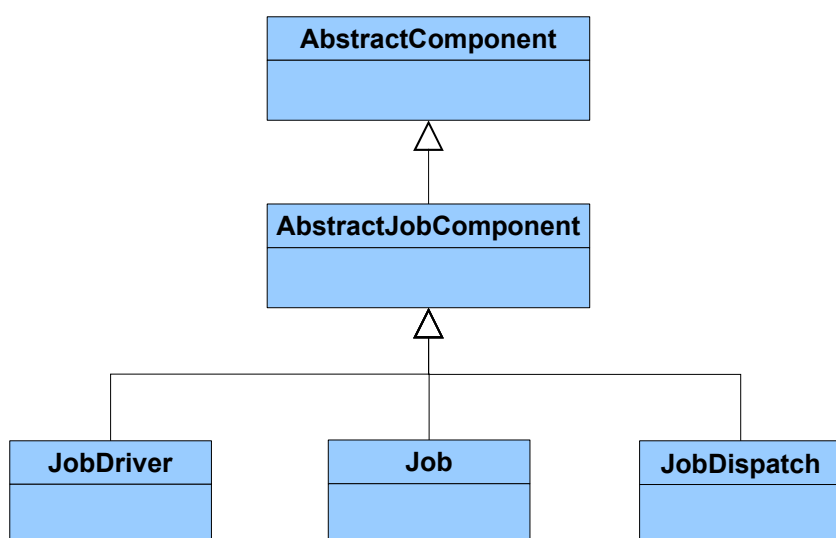 AbstractComponent
AbstractJobComponent
JobDriver
Job
JobDispatch